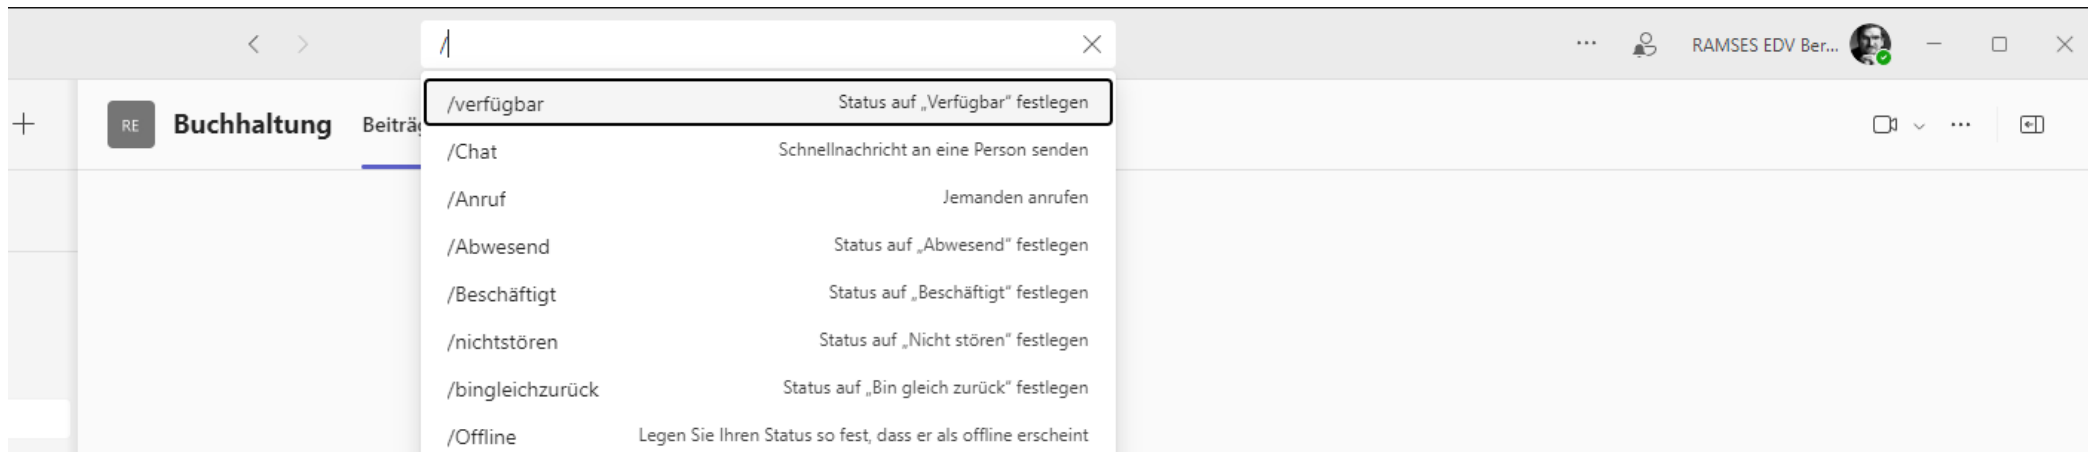 /
RAMSES EDV Ber...
RE Buchhaltung Beiträg
/verfügbar Status auf „Verfügbar“ festlegen
/Chat Schnellnachricht an eine Person senden
/Anruf Jemanden anrufen
/Abwesend Status auf „Abwesend“ festlegen
/Beschäftigt Status auf „Beschäftigt“ festlegen
/nichtstören Status auf „Nicht stören“ festlegen
/bingleichzurück Status auf „Bin gleich zurück“ festlegen
/Offline Legen Sie Ihren Status so fest, dass er als offline erscheint